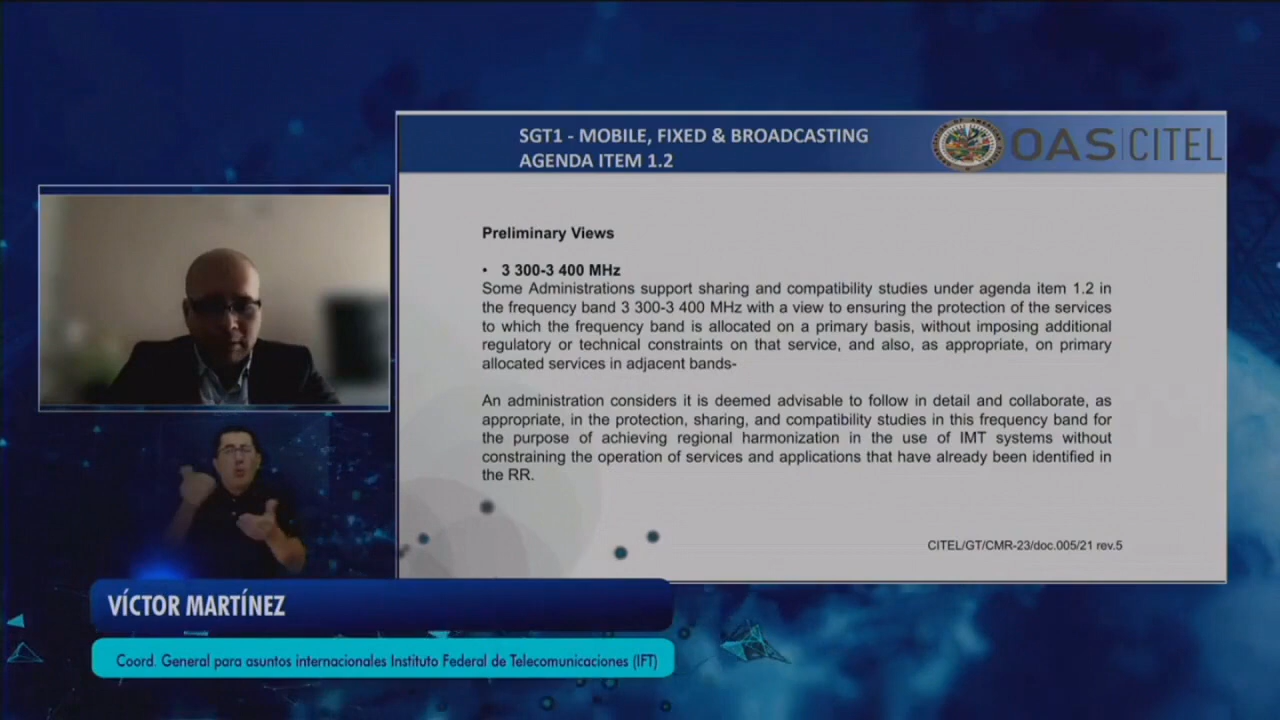 SGT1 - MOBILE, FIXED & BROADCASTING
AGENDA ITEM 1.2
OAS|CITEL
Preliminary Views
• 3 300-3 400 MHz
Some Administrations support sharing and compatibility studies under agenda item 1.2 in
the frequency band 3 300-3 400 MHz with a view to ensuring the protection of the services
to which the frequency band is allocated on a primary basis, without imposing additional
regulatory or technical constraints on that service, and also, as appropriate, on primary
allocated services in adjacent bands-
An administration considers it is deemed advisable to follow in detail and collaborate, as
appropriate, in the protection, sharing, and compatibility studies in this frequency band for
the purpose of achieving regional harmonization in the use of IMT systems without
constraining the operation of services and applications that have already been identified in
the RR.
CITEL/GT/CMR-23/doc.005/21 rev.5
VÍCTOR MARTÍNEZ
Coord. General para asuntos internacionales Instituto Federal de Telecomunicaciones (IFT)